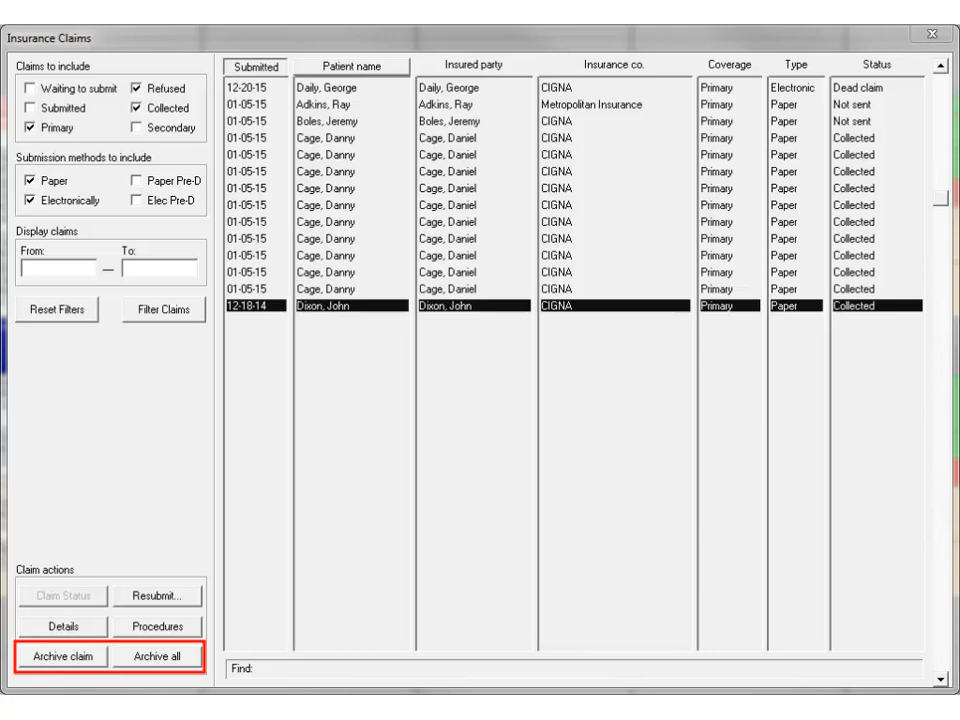 Insurance Claims
Claims to include
Waiting to submit Refused
Submitted Collected
Primary Secondary
Submission methods to include
Paper Paper Pre-D
Electronically Elec Pre-D
Display claims
From: To:
—
Reset Filters Filter Claims
Claim actions
Claim Status Resubmit...
Details Procedures
Archive claim Archive all
Submitted Patient name Insured party Insurance co. Coverage Type Status
12-20-15 Daily, George Daily, George CIGNA Primary Electronic Dead claim
01-05-15 Adkins, Ray Adkins, Ray Metropolitan Insurance Primary Paper Not sent
01-05-15 Boles, Jeremy Boles, Jeremy CIGNA Primary Paper Not sent
01-05-15 Cage, Danny Cage, Daniel CIGNA Primary Paper Collected
01-05-15 Cage, Danny Cage, Daniel CIGNA Primary Paper Collected
01-05-15 Cage, Danny Cage, Daniel CIGNA Primary Paper Collected
01-05-15 Cage, Danny Cage, Daniel CIGNA Primary Paper Collected
01-05-15 Cage, Danny Cage, Daniel CIGNA Primary Paper Collected
01-05-15 Cage, Danny Cage, Daniel CIGNA Primary Paper Collected
01-05-15 Cage, Danny Cage, Daniel CIGNA Primary Paper Collected
01-05-15 Cage, Danny Cage, Daniel CIGNA Primary Paper Collected
01-05-15 Cage, Danny Cage, Daniel CIGNA Primary Paper Collected
01-05-15 Cage, Danny Cage, Daniel CIGNA Primary Paper Collected
12-18-14 Dixon, John Dixon, John CIGNA Primary Paper Collected
Find: